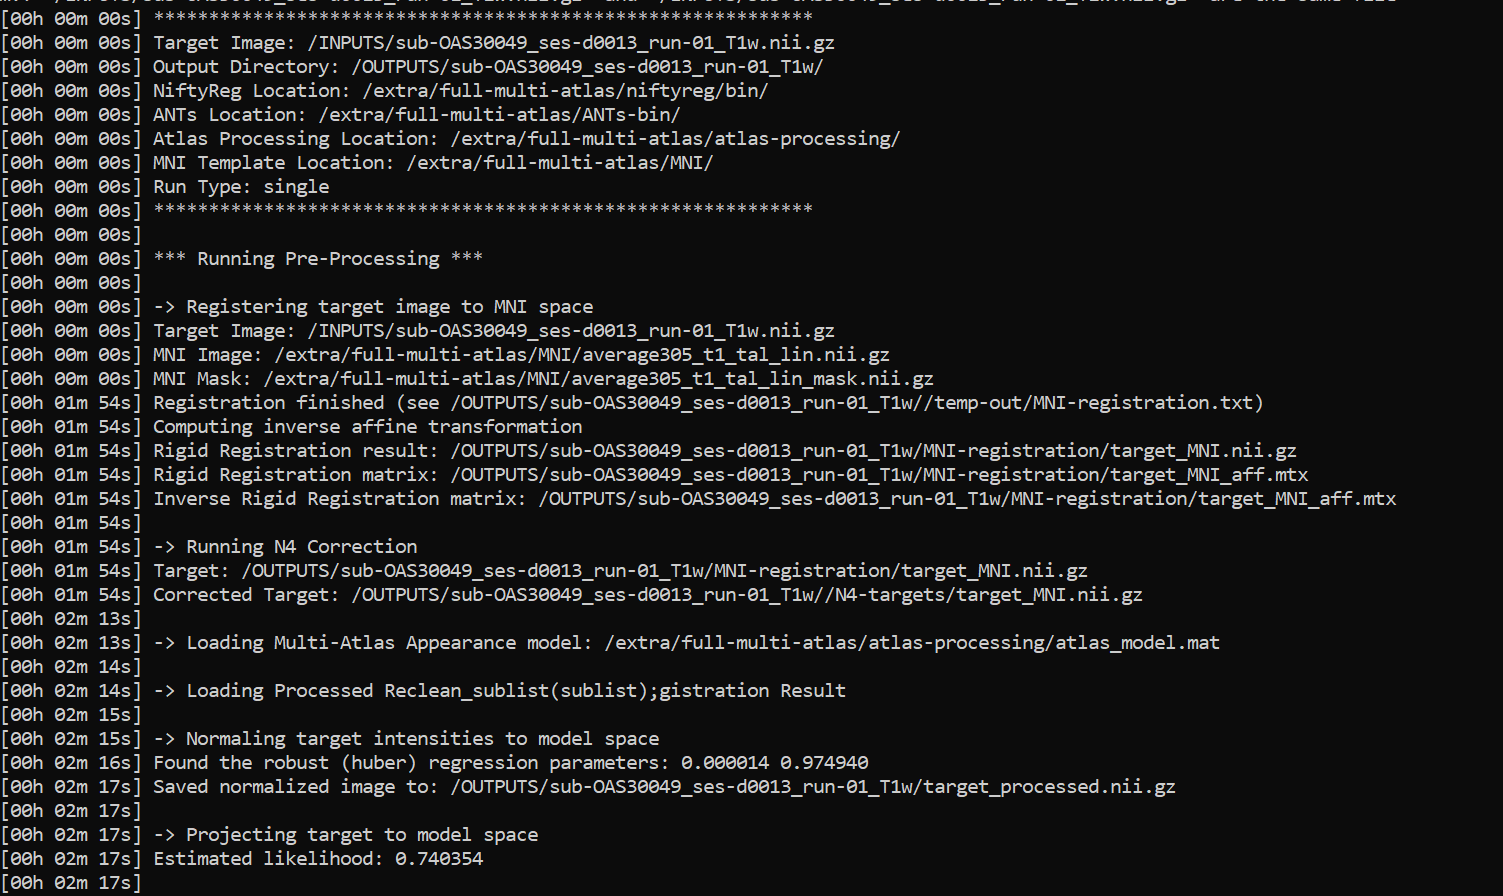 [00h 00m 00s] ************************************************************
[00h 00m 00s] Target Image: /INPUTS/sub-OAS30049_ses-d0013_run-01_T1w.nii.gz
[00h 00m 00s] Output Directory: /OUTPUTS/sub-OAS30049_ses-d0013_run-01_T1w/
[00h 00m 00s] NiftyReg Location: /extra/full-multi-atlas/niftyreg/bin/
[00h 00m 00s] ANTs Location: /extra/full-multi-atlas/ANTs-bin/
[00h 00m 00s] Atlas Processing Location: /extra/full-multi-atlas/atlas-processing/
[00h 00m 00s] MNI Template Location: /extra/full-multi-atlas/MNI/
[00h 00m 00s] Run Type: single
[00h 00m 00s] ************************************************************
[00h 00m 00s]
[00h 00m 00s] *** Running Pre-Processing ***
[00h 00m 00s]
[00h 00m 00s] -> Registering target image to MNI space
[00h 00m 00s] Target Image: /INPUTS/sub-OAS30049_ses-d0013_run-01_T1w.nii.gz
[00h 00m 00s] MNI Image: /extra/full-multi-atlas/MNI/average305_t1_tal_lin.nii.gz
[00h 00m 00s] MNI Mask: /extra/full-multi-atlas/MNI/average305_t1_tal_lin_mask.nii.gz
[00h 01m 54s] Registration finished (see /OUTPUTS/sub-OAS30049_ses-d0013_run-01_T1w//temp-out/MNI-registration.txt)
[00h 01m 54s] Computing inverse affine transformation
[00h 01m 54s] Rigid Registration result: /OUTPUTS/sub-OAS30049_ses-d0013_run-01_T1w/MNI-registration/target_MNI.nii.gz
[00h 01m 54s] Rigid Registration matrix: /OUTPUTS/sub-OAS30049_ses-d0013_run-01_T1w/MNI-registration/target_MNI_aff.mtx
[00h 01m 54s] Inverse Rigid Registration matrix: /OUTPUTS/sub-OAS30049_ses-d0013_run-01_T1w/MNI-registration/target_MNI_aff.mtx
[00h 01m 54s]
[00h 01m 54s] -> Running N4 Correction
[00h 01m 54s] Target: /OUTPUTS/sub-OAS30049_ses-d0013_run-01_T1w/MNI-registration/target_MNI.nii.gz
[00h 01m 54s] Corrected Target: /OUTPUTS/sub-OAS30049_ses-d0013_run-01_T1w//N4-targets/target_MNI.nii.gz
[00h 02m 13s]
[00h 02m 13s] -> Loading Multi-Atlas Appearance model: /extra/full-multi-atlas/atlas-processing/atlas_model.mat
[00h 02m 14s]
[00h 02m 14s] -> Loading Processed Reclean_sublist(sublist);gistration Result
[00h 02m 15s]
[00h 02m 15s] -> Normaling target intensities to model space
[00h 02m 16s] Found the robust (huber) regression parameters: 0.000014 0.974940
[00h 02m 17s] Saved normalized image to: /OUTPUTS/sub-OAS30049_ses-d0013_run-01_T1w/target_processed.nii.gz
[00h 02m 17s]
[00h 02m 17s] -> Projecting target to model space
[00h 02m 17s] Estimated likelihood: 0.740354
[00h 02m 17s]